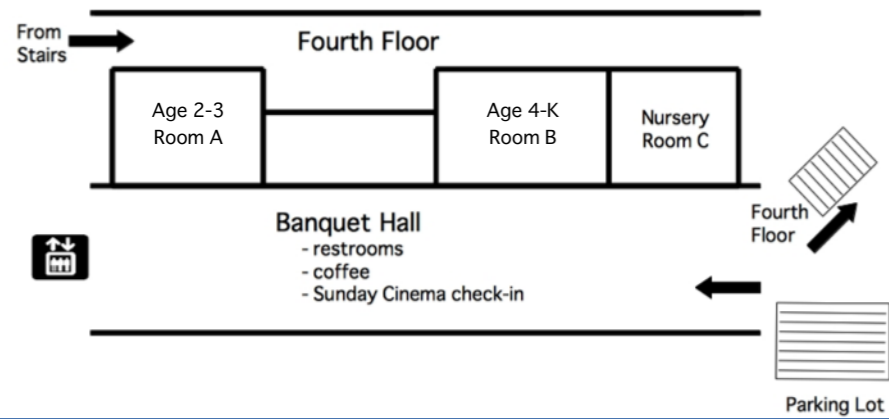 From
Stairs
Fourth Floor
Age 2-3
Room A
Age 4-K
Room B
Nursery
Room C
Banquet Hall
- restrooms
- coffee
- Sunday Cinema check-in
Fourth
Floor
Parking Lot